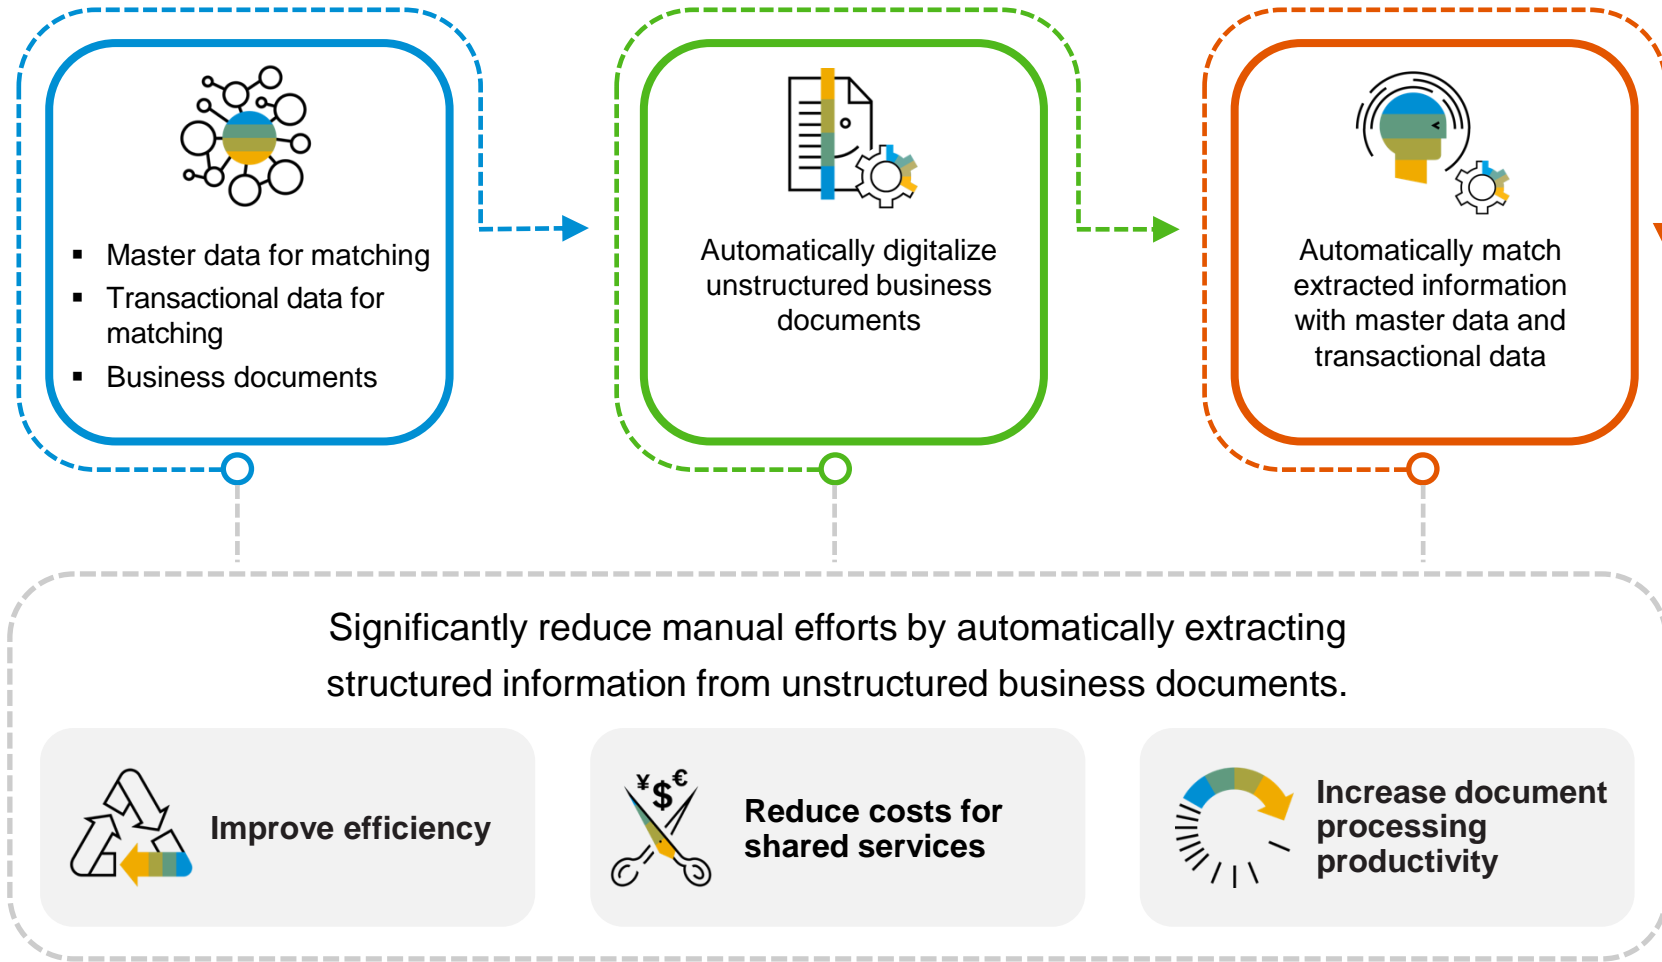 ▪ Master data for matching
▪ Transactional data for
matching
▪ Business documents
Automatically digitalize
unstructured business
documents
Automatically match
extracted information
with master data and
transactional data
Significantly reduce manual efforts by automatically extracting
structured information from unstructured business documents.
Improve efficiency
¥$€
Reduce costs for
shared services
Increase document
processing
productivity